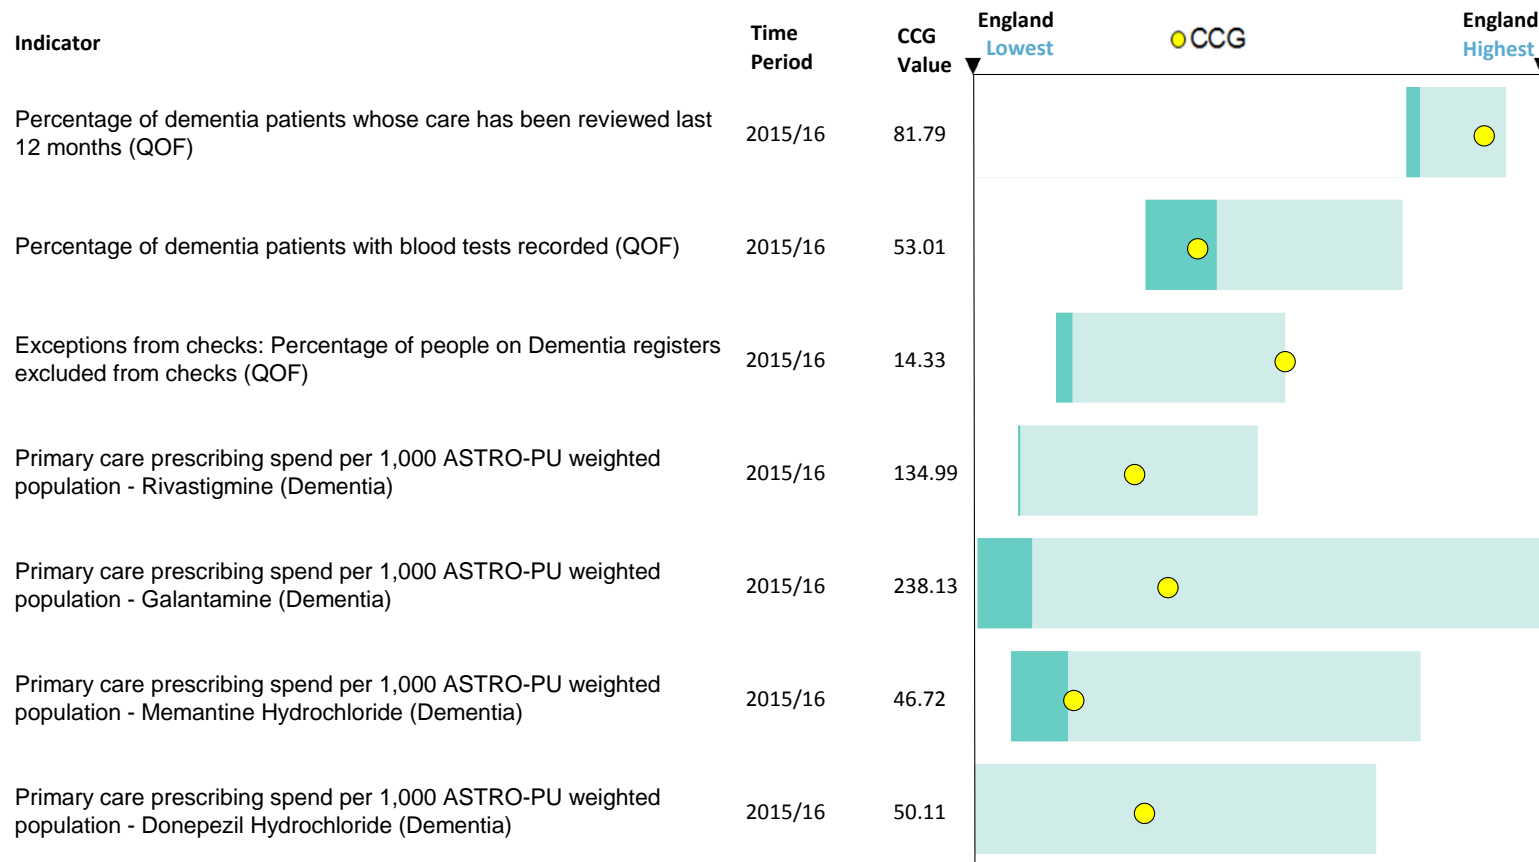 Indicator
Time
Period
CCG
Value
England
Lowest
CCG
England
Highest
Percentage of dementia patients whose care has been reviewed last
12 months (QOF)
2015/16
81.79
Percentage of dementia patients with blood tests recorded (QOF)
2015/16
53.01
Exceptions from checks: Percentage of people on Dementia registers
excluded from checks (QOF)
2015/16
14.33
Primary care prescribing spend per 1,000 ASTRO-PU weighted
population - Rivastigmine (Dementia)
2015/16
134.99
Primary care prescribing spend per 1,000 ASTRO-PU weighted
population - Galantamine (Dementia)
2015/16
238.13
Primary care prescribing spend per 1,000 ASTRO-PU weighted
population - Memantine Hydrochloride (Dementia)
2015/16
46.72
Primary care prescribing spend per 1,000 ASTRO-PU weighted
population - Donepezil Hydrochloride (Dementia)
2015/16
50.11